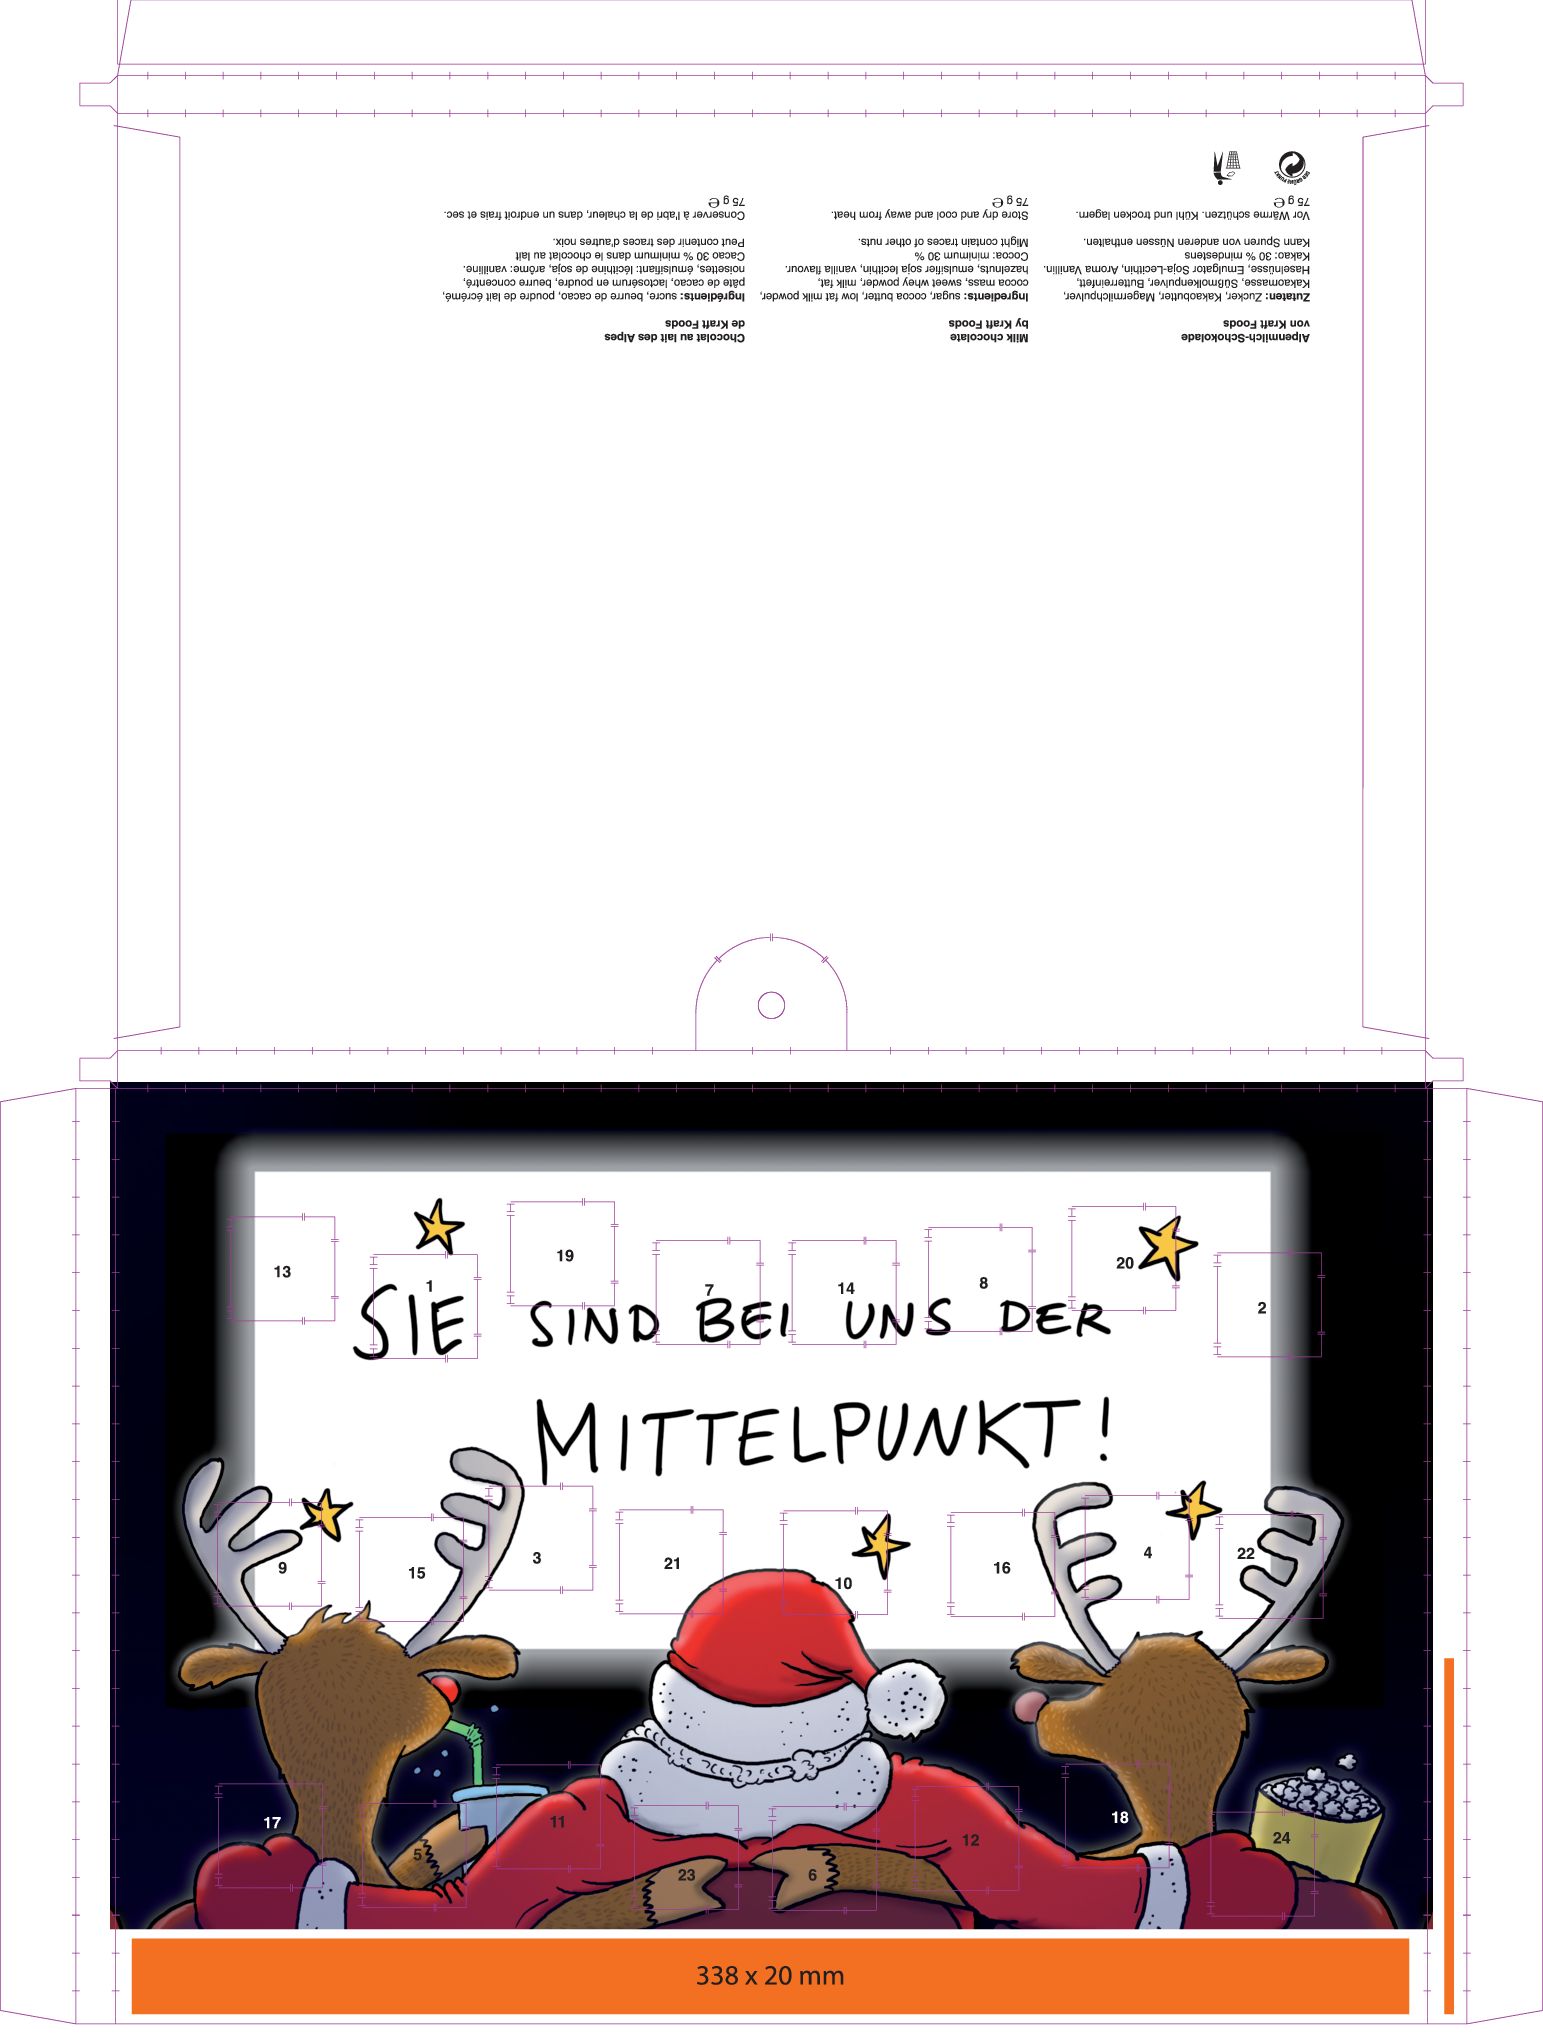 Alpenmilch-Schokolade
von Kraft Foods
Zutaten: Zucker, Kakaobutter, Magermilchpulver,
Kakaomasse, Süßmolkenpulver, Butterreinfett,
Haselnüsse, Emulgator Soja-Lecithin, Aroma Vanillin.
Kakao: 30 % mindestens
Kann Spuren von anderen Nüssen enthalten.
Vor Wärme schützen. Kühl und trocken lagern.
75 g ℮
DER GRÜNE PUNKT
Milk chocolate
by Kraft Foods
Ingredients: sugar, cocoa butter, low fat milk powder,
cocoa mass, sweet whey powder, milk fat,
hazelnuts, emulsifier soja lecithin, vanilla flavour.
Cocoa: minimum 30 %
Might contain traces of other nuts.
Store dry and cool and away from heat.
75 g ℮
Chocolat au lait des Alpes
de Kraft Foods
Ingrédients: sucre, beurre de cacao, poudre de lait écrémé,
pâte de cacao, lactosérum en poudre, beurre concentré,
noisettes, émulsifiant: lécithine de soja, arôme: vanilline.
Cacao 30 % minimum dans le chocolat au lait
Peut contenir des traces d'autres noix.
Conserver à l'abri de la chaleur, dans un endroit frais et sec.
75 g ℮
13 1 19 7 14 8 20 2
SIE SIND BEI UNS DER
MITTELPUNKT!
9 15 3 21 10 16 4 22
17 5 11 23 6 12 18 24
338 x 20 mm